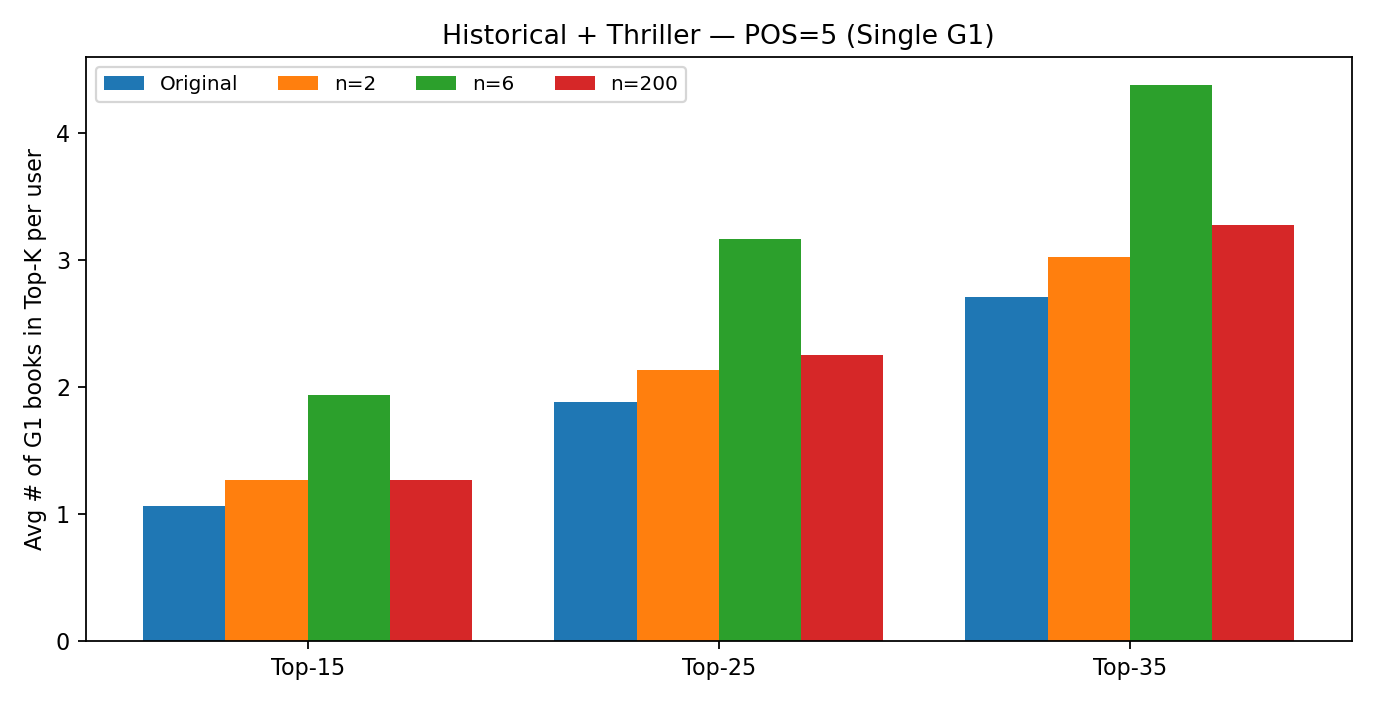 Historical + Thriller — POS=5 (Single G1)
Original n=2 n=6 n=200
Avg # of G1 books in Top-K per user
4
3
2
1
0
Top-15 Top-25 Top-35